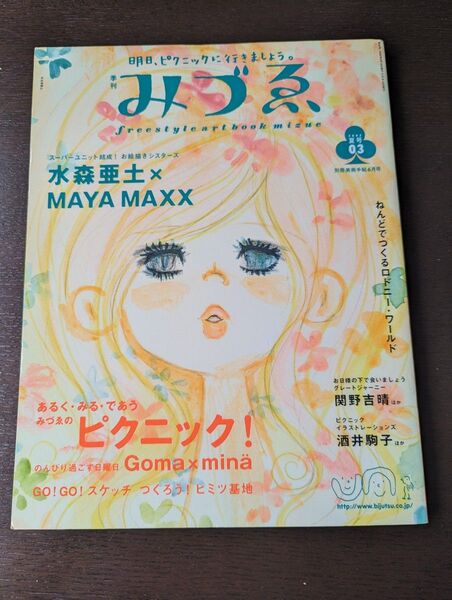 明日、ピクニックに行きましょう。
季刊
みづゑ
freestyle art book mizue
2002
夏号
03
別冊美術手帖6月号
スーパーユニット結成! お絵描きシスターズ
水森亜土×
MAYA MAXX
ねんどでつくるロドニー・ワールド
お日様の下で食いましょう
グレートジャーニー
関野吉晴 ほか
ピクニック
イラストレーションズ
酒井駒子 ほか
あるく・みる・であう
みづゑの
ピクニック!
のんびり過ごす日曜日 Goma×minä
GO!GO! スケッチ つくろう! ヒミツ基地
http://www.bijutsu.co.jp/